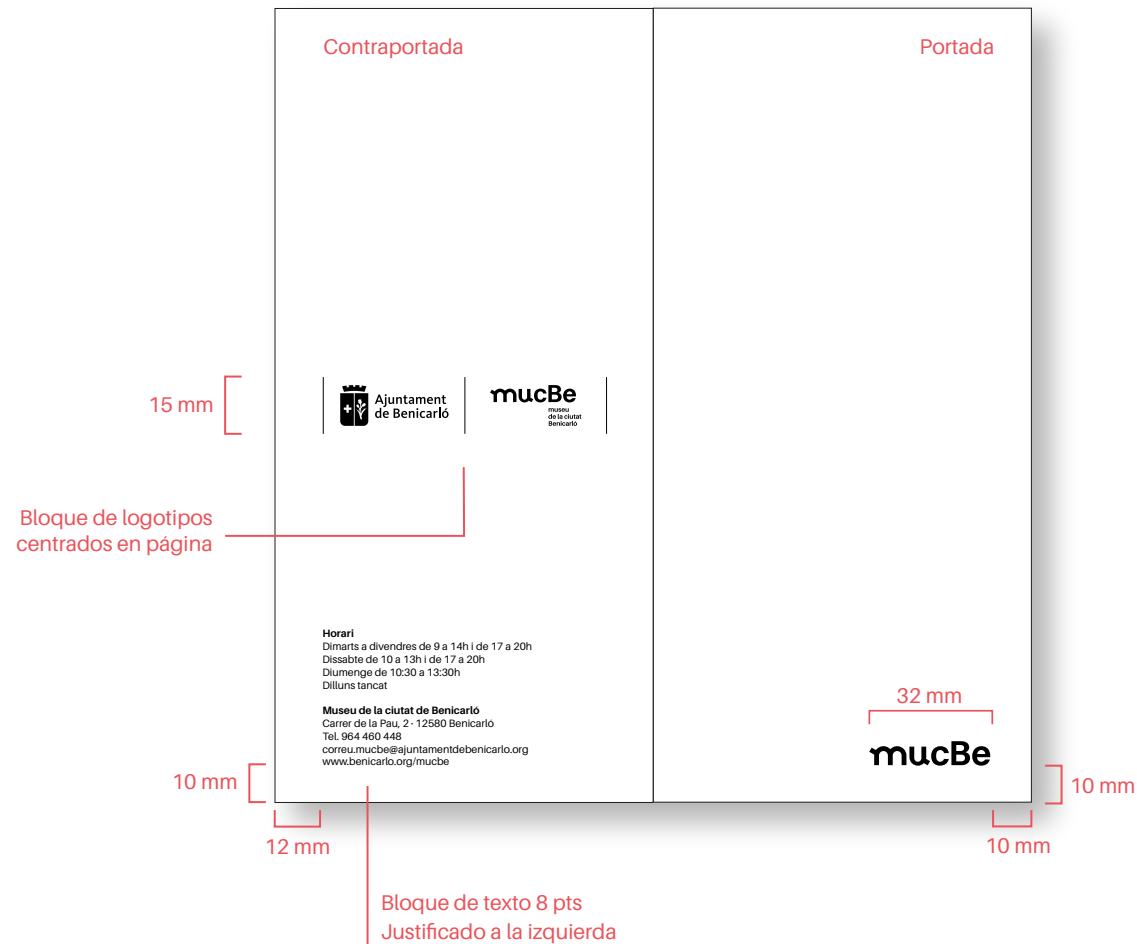 Contraportada
Portada
15 mm
Ajuntament
de Benicarló
mucBe
museu
de la ciutat
Benicarló
Bloque de logotipos
centrados en página
Horari
Dimarts a divendres de 9 a 14h i de 17 a 20h
Dissabte de 10 a 13h i de 17 a 20h
Diumenge de 10:30 a 13:30h
Dilluns tancat
Museu de la ciutat de Benicarló
Carrer de la Pau, 2 - 12580 Benicarló
Tel. 964 460 448
correu.mucbe@ajuntamentdebenicarlo.org
www.benicarlo.org/mucbe
32 mm
mucBe
10 mm
10 mm
12 mm
10 mm
Bloque de texto 8 pts
Justificado a la izquierda